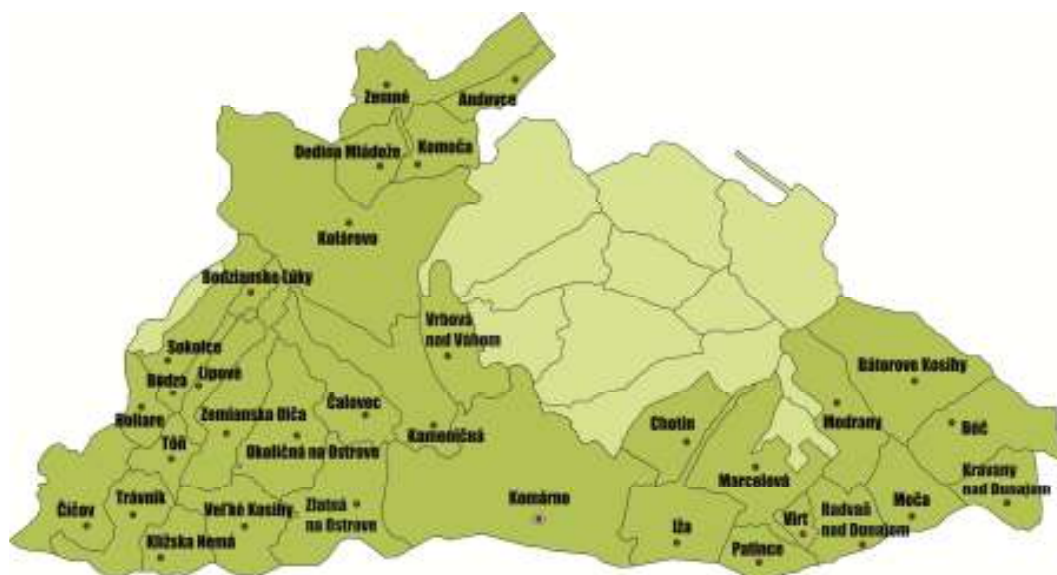 Zemné
Andovce
Dedina Mládeže
Komoča
Kolárovo
Bodzianske Lúky
Vrbová
nad Váhom
Sokolce
Bodza
Lipové
Holiare
Bátorove Kosihy
Zemianska Olča
Čalovec
Modrany
Chotín
Kameničná
Búč
Tôň
Okoličná na Ostrove
Marcelová
Kravany
nad Dunajom
Trávnik
Čičov
Veľké Kosihy
Zlatná
na Ostrove
Komárno
Moča
Radvaň
nad Dunajom
Virt
Iža
Patince
Klížska Nemá